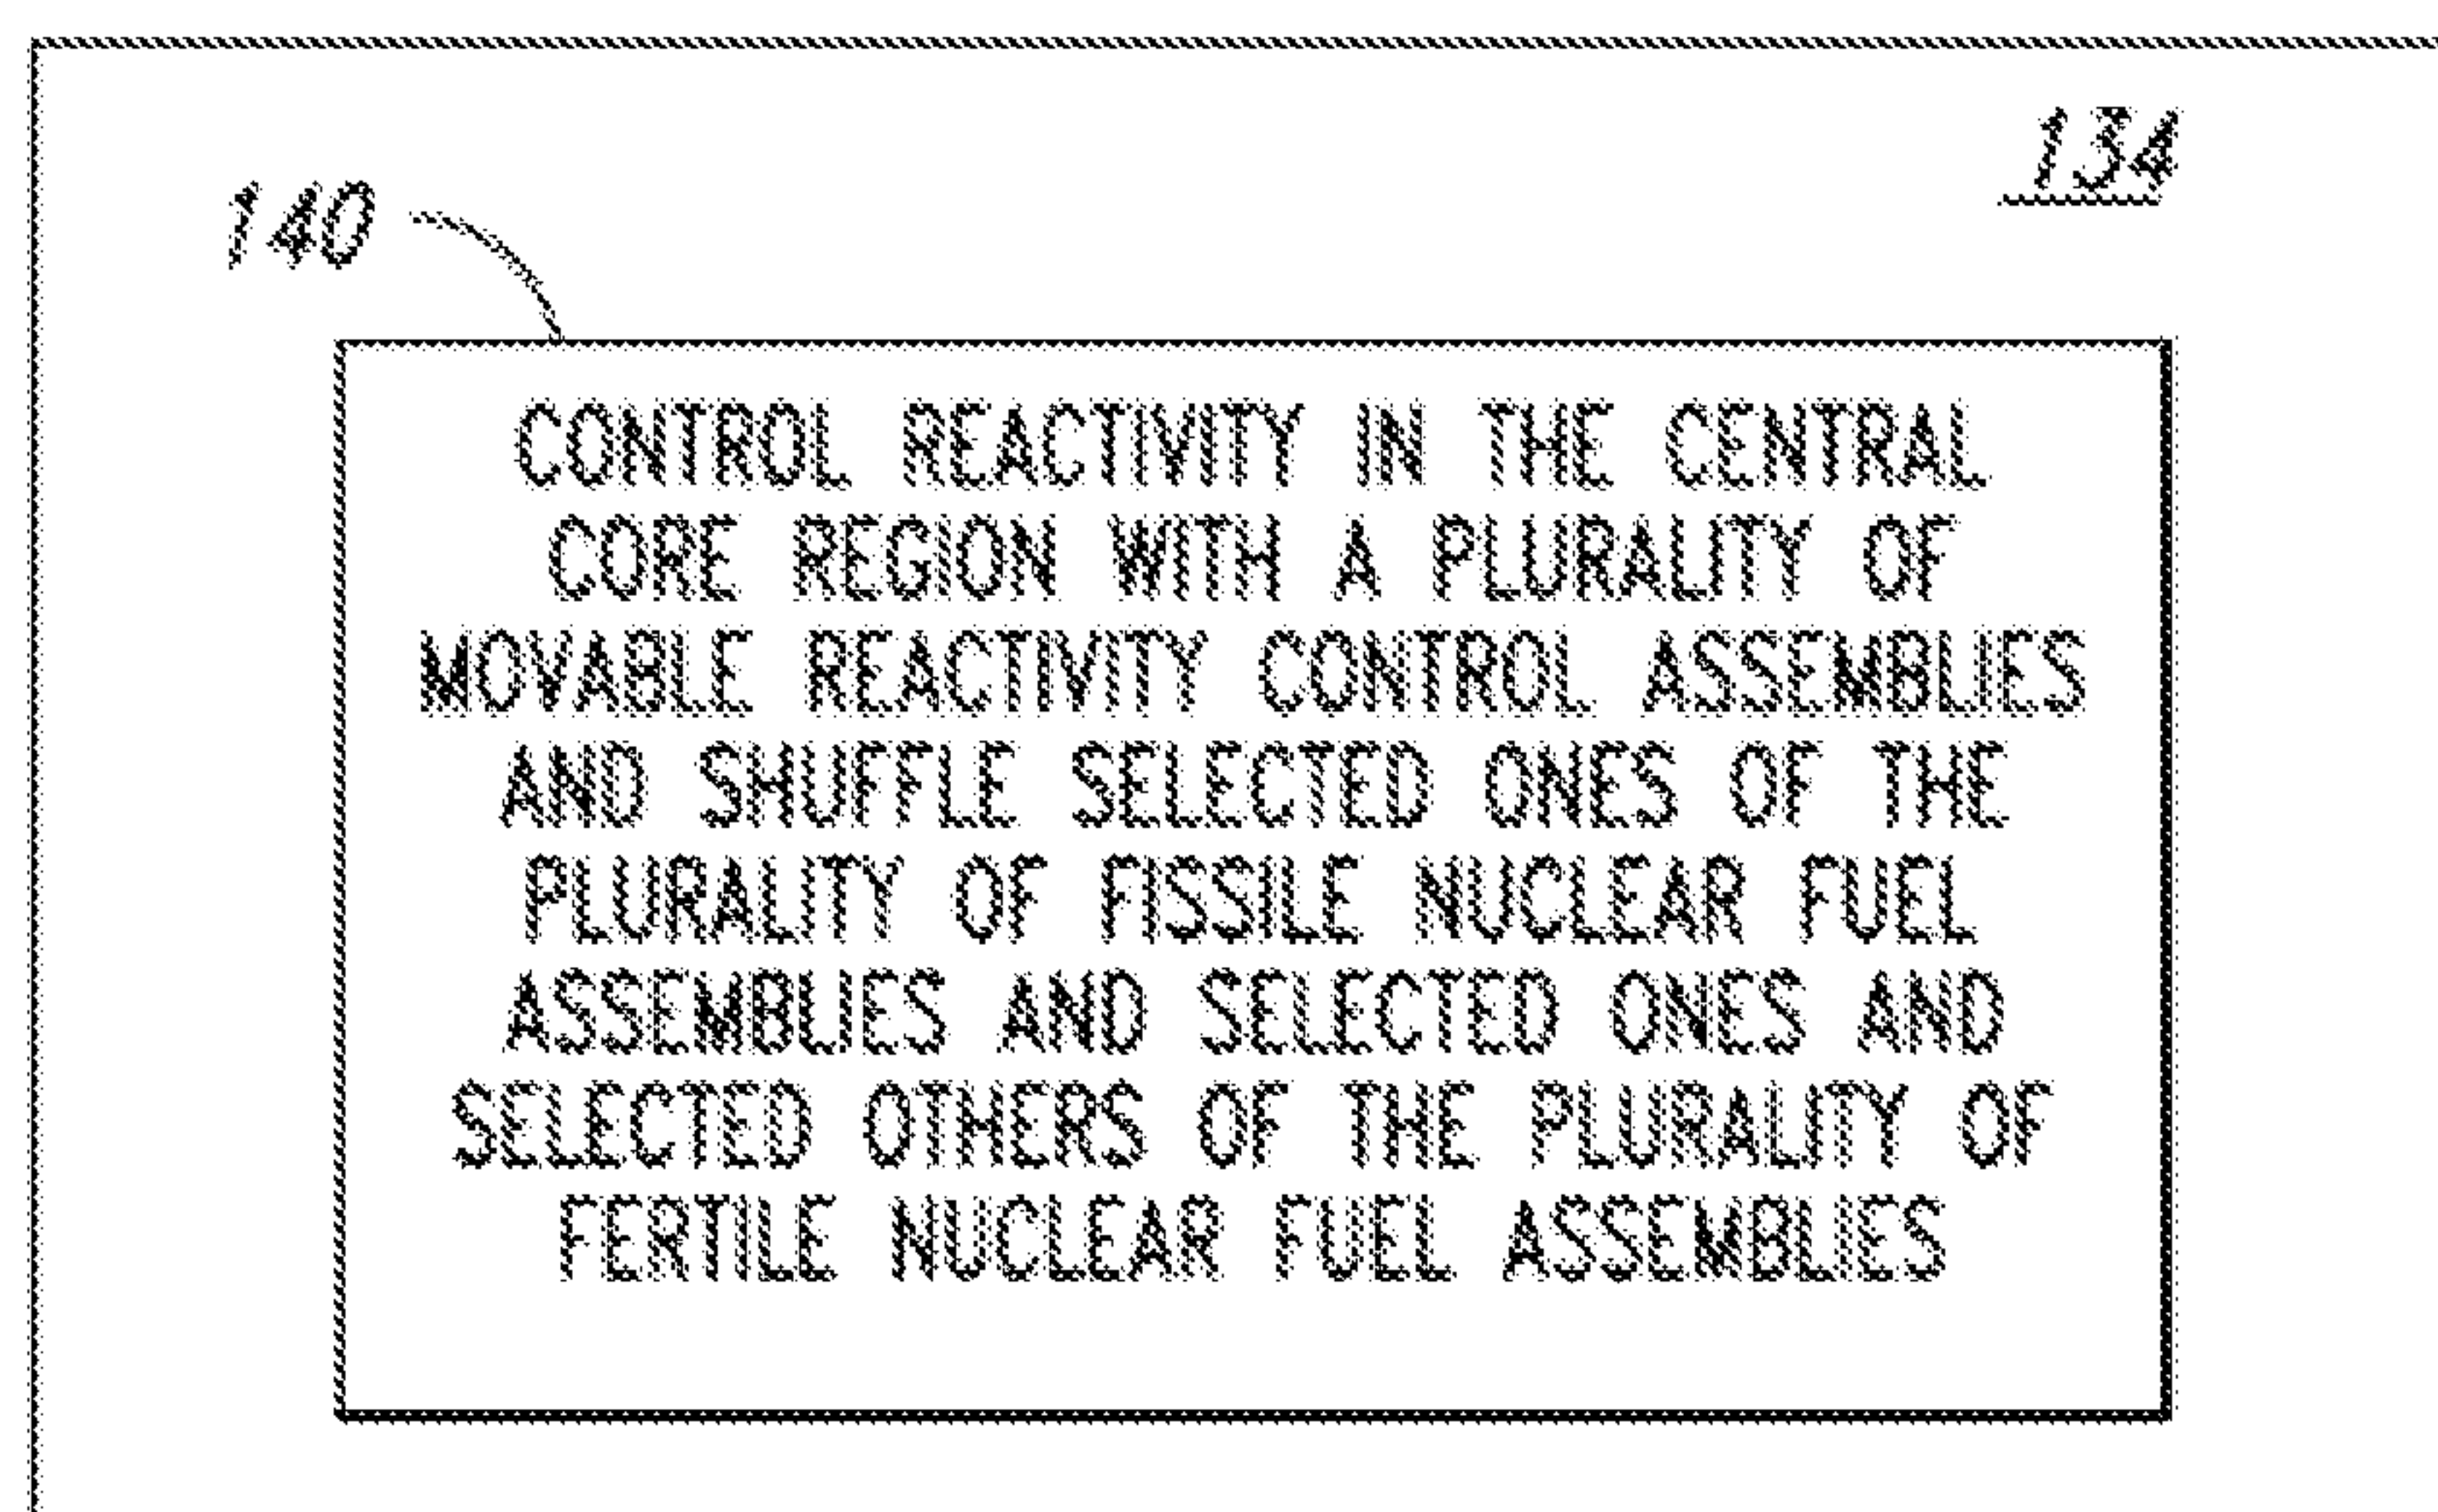 134
140
CONTROL REACTIVITY IN THE CENTRAL
CORE REGION WITH A PLURALITY OF
MOVABLE REACTIVITY CONTROL ASSEMBLIES
AND SHUFFLE SELECTED ONES OF THE
PLURALITY OF FISSILE NUCLEAR FUEL
ASSEMBLIES AND SELECTED ONES AND
SELECTED OTHERS OF THE PLURALITY OF
FERTILE NUCLEAR FUEL ASSEMBLIES